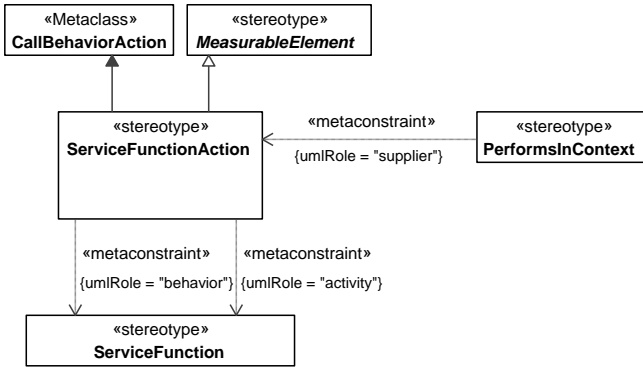 «Metaclass»
CallBehaviorAction
«stereotype»
MeasurableElement
«stereotype»
ServiceFunctionAction
«metaconstraint»
{umlRole = "supplier"}
«stereotype»
PerformsInContext
«metaconstraint»
{umlRole = "behavior"}
«metaconstraint»
{umlRole = "activity"}
«stereotype»
ServiceFunction